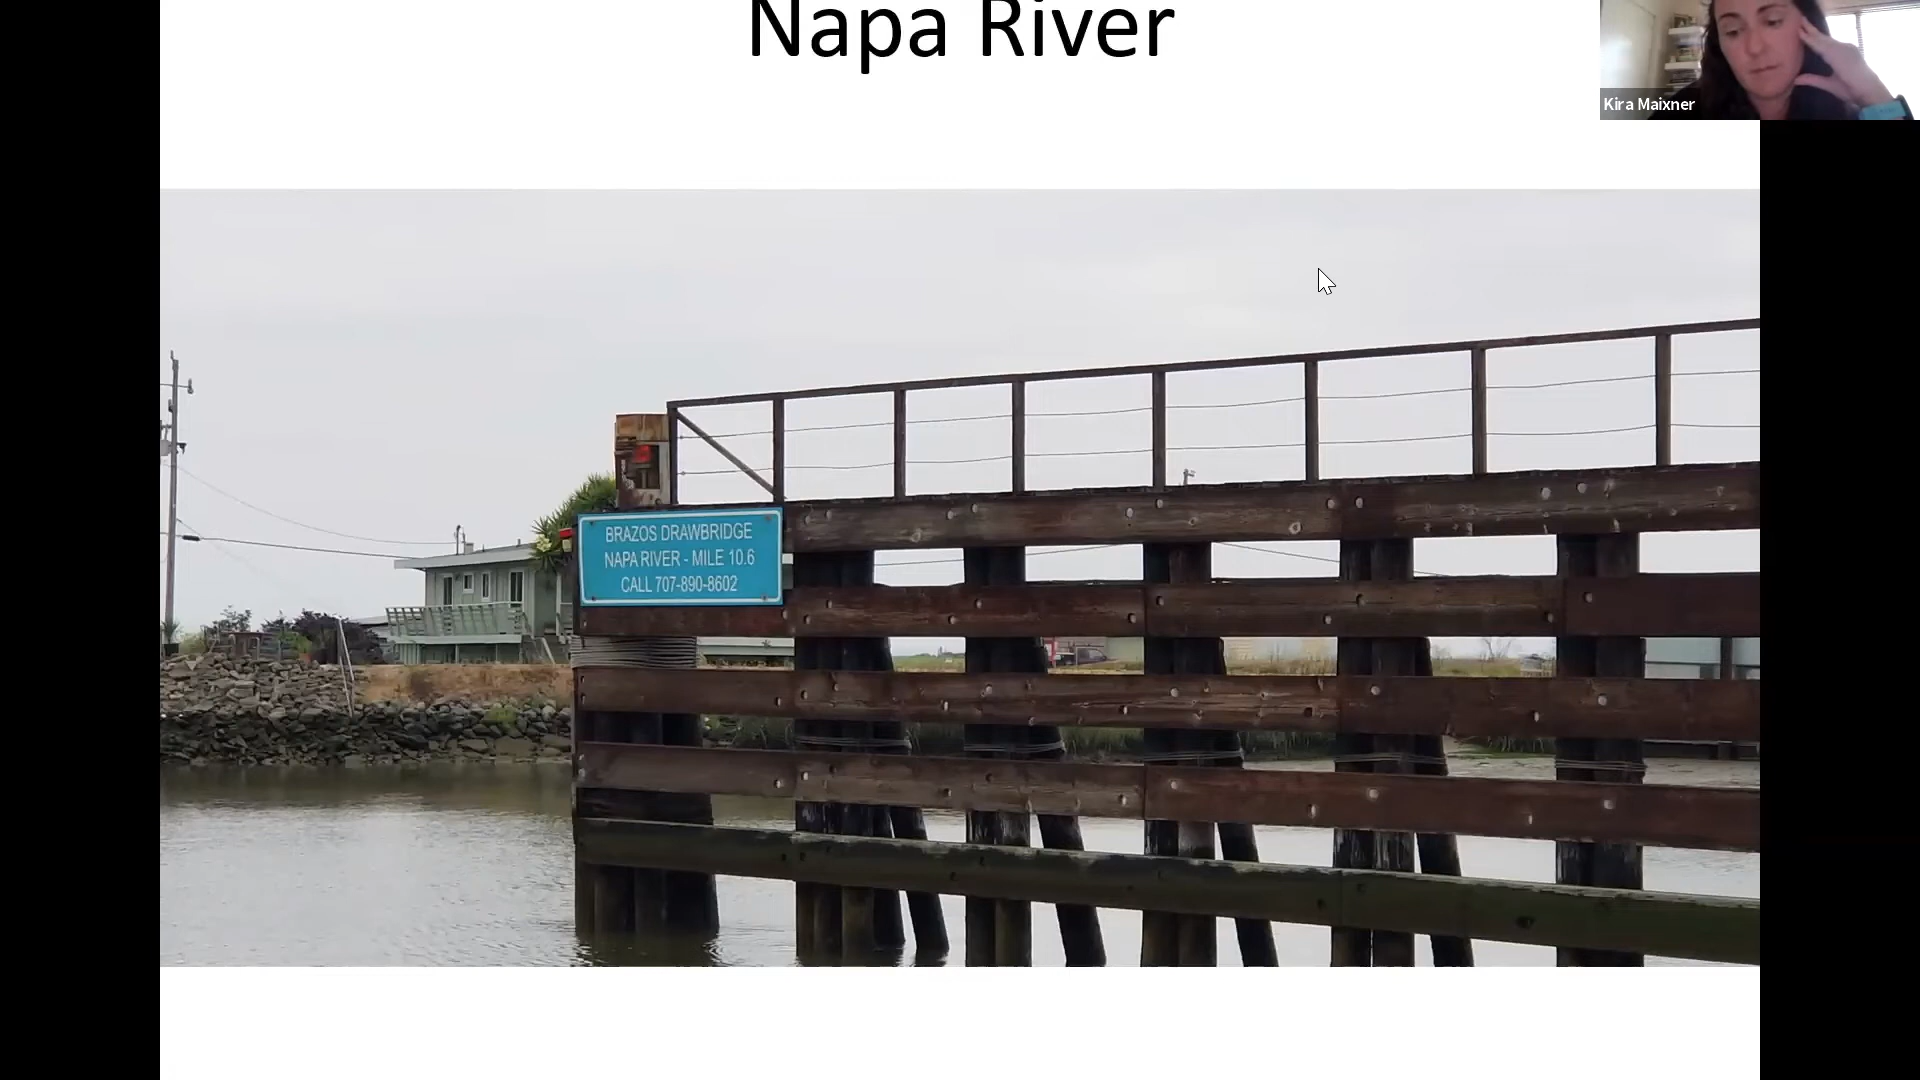 Napa River
Kira Maixner
BRAZOS DRAWBRIDGE
NAPA RIVER - MILE 10.6
CALL 707-890-8602